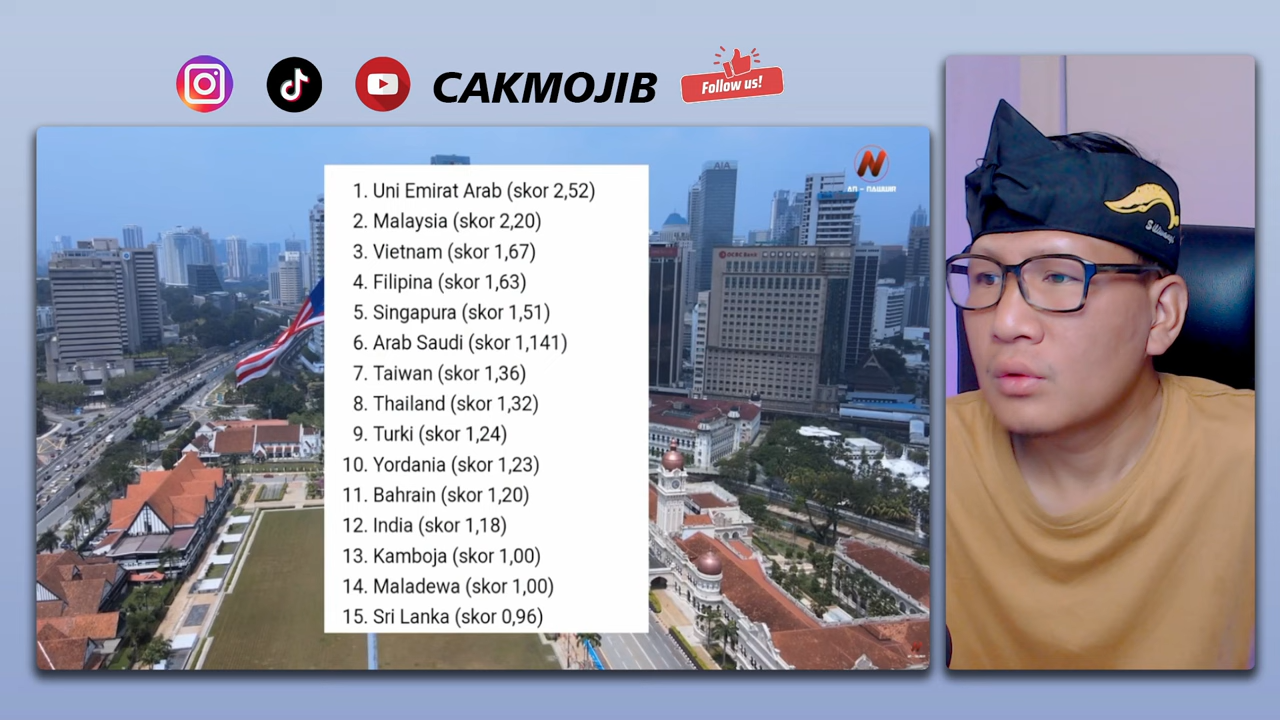 CAKMOJIB
Follow us!
1. Uni Emirat Arab (skor 2,52)
2. Malaysia (skor 2,20)
3. Vietnam (skor 1,67)
4. Filipina (skor 1,63)
5. Singapura (skor 1,51)
6. Arab Saudi (skor 1,141)
7. Taiwan (skor 1,36)
8. Thailand (skor 1,32)
9. Turki (skor 1,24)
10. Yordania (skor 1,23)
11. Bahrain (skor 1,20)
12. India (skor 1,18)
13. Kamboja (skor 1,00)
14. Maladewa (skor 1,00)
15. Sri Lanka (skor 0,96)
N
AIA
OCBC Bank